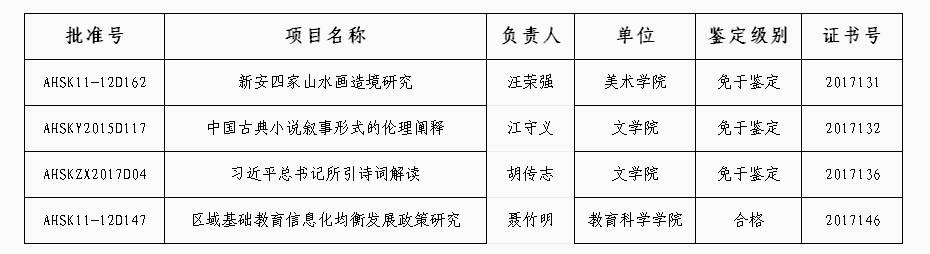 批准号 项目名称 负责人 单位 鉴定级别 证书号
AHSK11-12D162 新安四家山水画造境研究 汪荣强 美术学院 免于鉴定 2017131
AHSKY2015D117 中国古典小说叙事形式的伦理阐释 江守义 文学院 免于鉴定 2017132
AHSKZX2017D04 习近平总书记所引诗词解读 胡传志 文学院 免于鉴定 2017136
AHSK11-12D147 区域基础教育信息化均衡发展政策研究 聂竹明 教育科学学院 合格 2017146